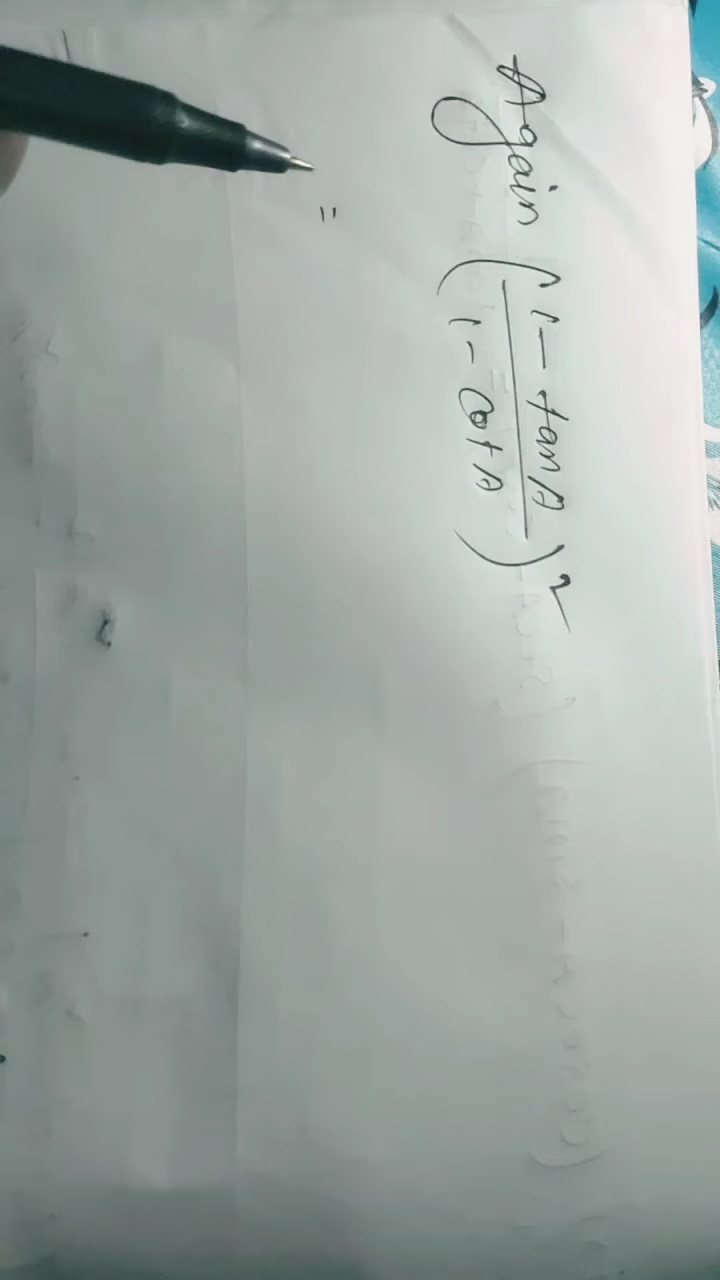 Again (1 - tanA / 1 - cotA)²
=